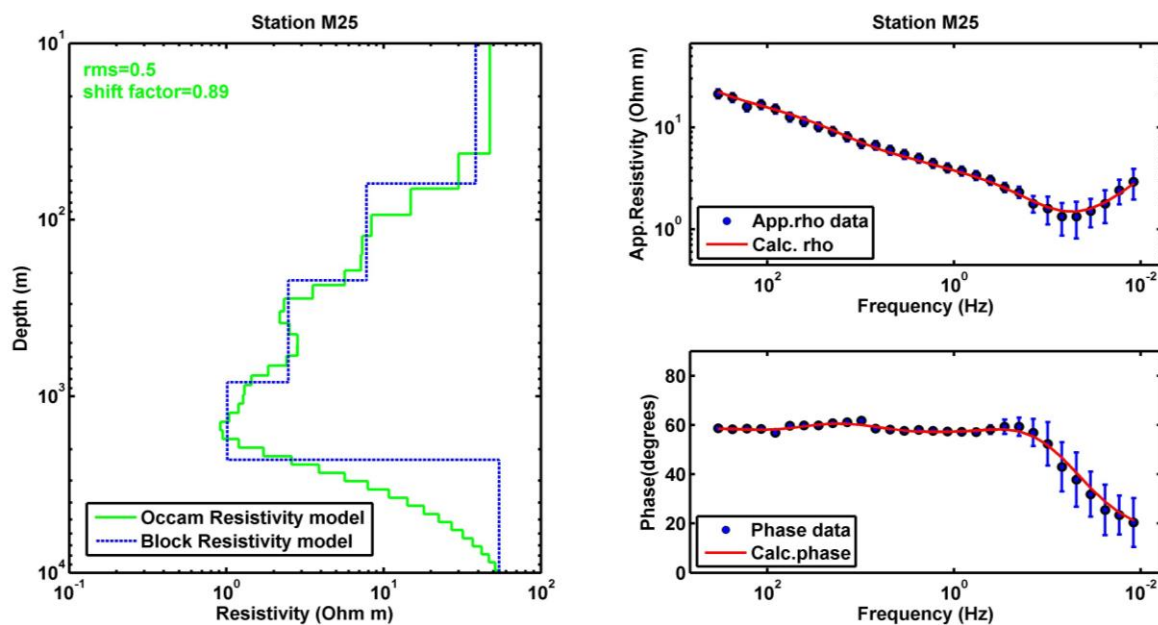 Station M25
rms=0.5
shift factor=0.89
10^1
10^2
10^3
10^4
Depth (m)
Occam Resistivity model
Block Resistivity model
10^-1
10^0
10^1
10^2
Resistivity (Ohm m)
Station M25
App.Resistivity (Ohm m)
10^1
10^0
App.rho data
Calc. rho
10^2
10^0
10^-2
Frequency (Hz)
Phase(degrees)
80
60
40
20
0
Phase data
Calc.phase
10^2
10^0
10^-2
Frequency (Hz)